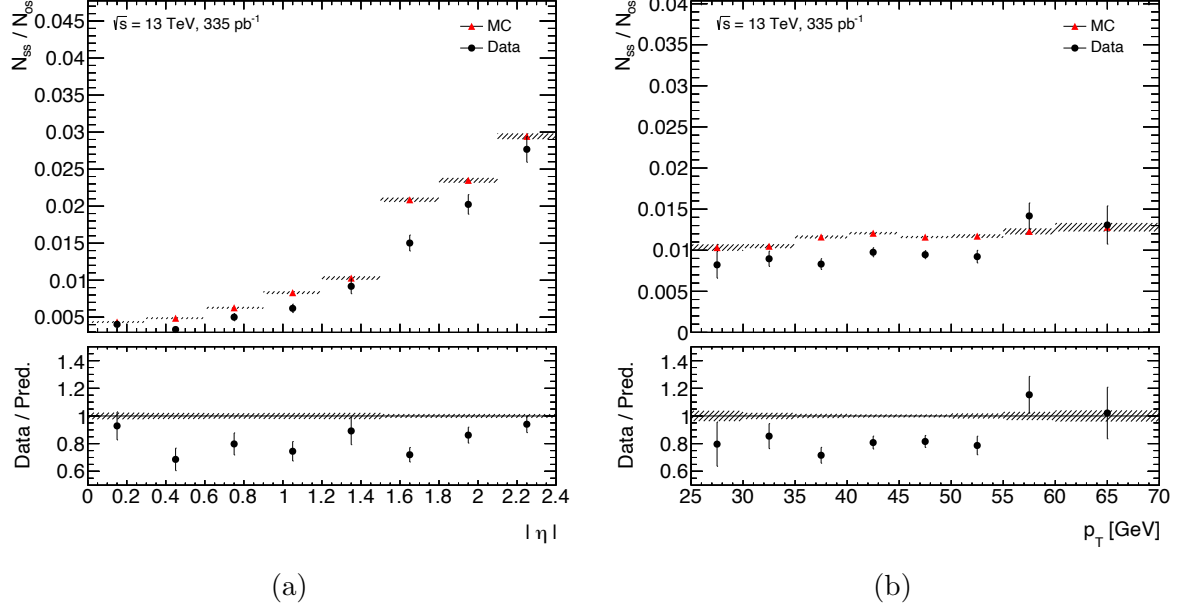 N_ss / N_os
√s = 13 TeV, 335 pb⁻¹
MC
Data
0.045
0.04
0.035
0.03
0.025
0.02
0.015
0.01
0.005
Data / Pred.
1.4
1.2
1
0.8
0.6
0 0.2 0.4 0.6 0.8 1 1.2 1.4 1.6 1.8 2 2.2 2.4
| η |
(a)
N_ss / N_os
√s = 13 TeV, 335 pb⁻¹
MC
Data
0.04
0.035
0.03
0.025
0.02
0.015
0.01
0.005
0
Data / Pred.
1.4
1.2
1
0.8
0.6
25 30 35 40 45 50 55 60 65 70
p_T [GeV]
(b)